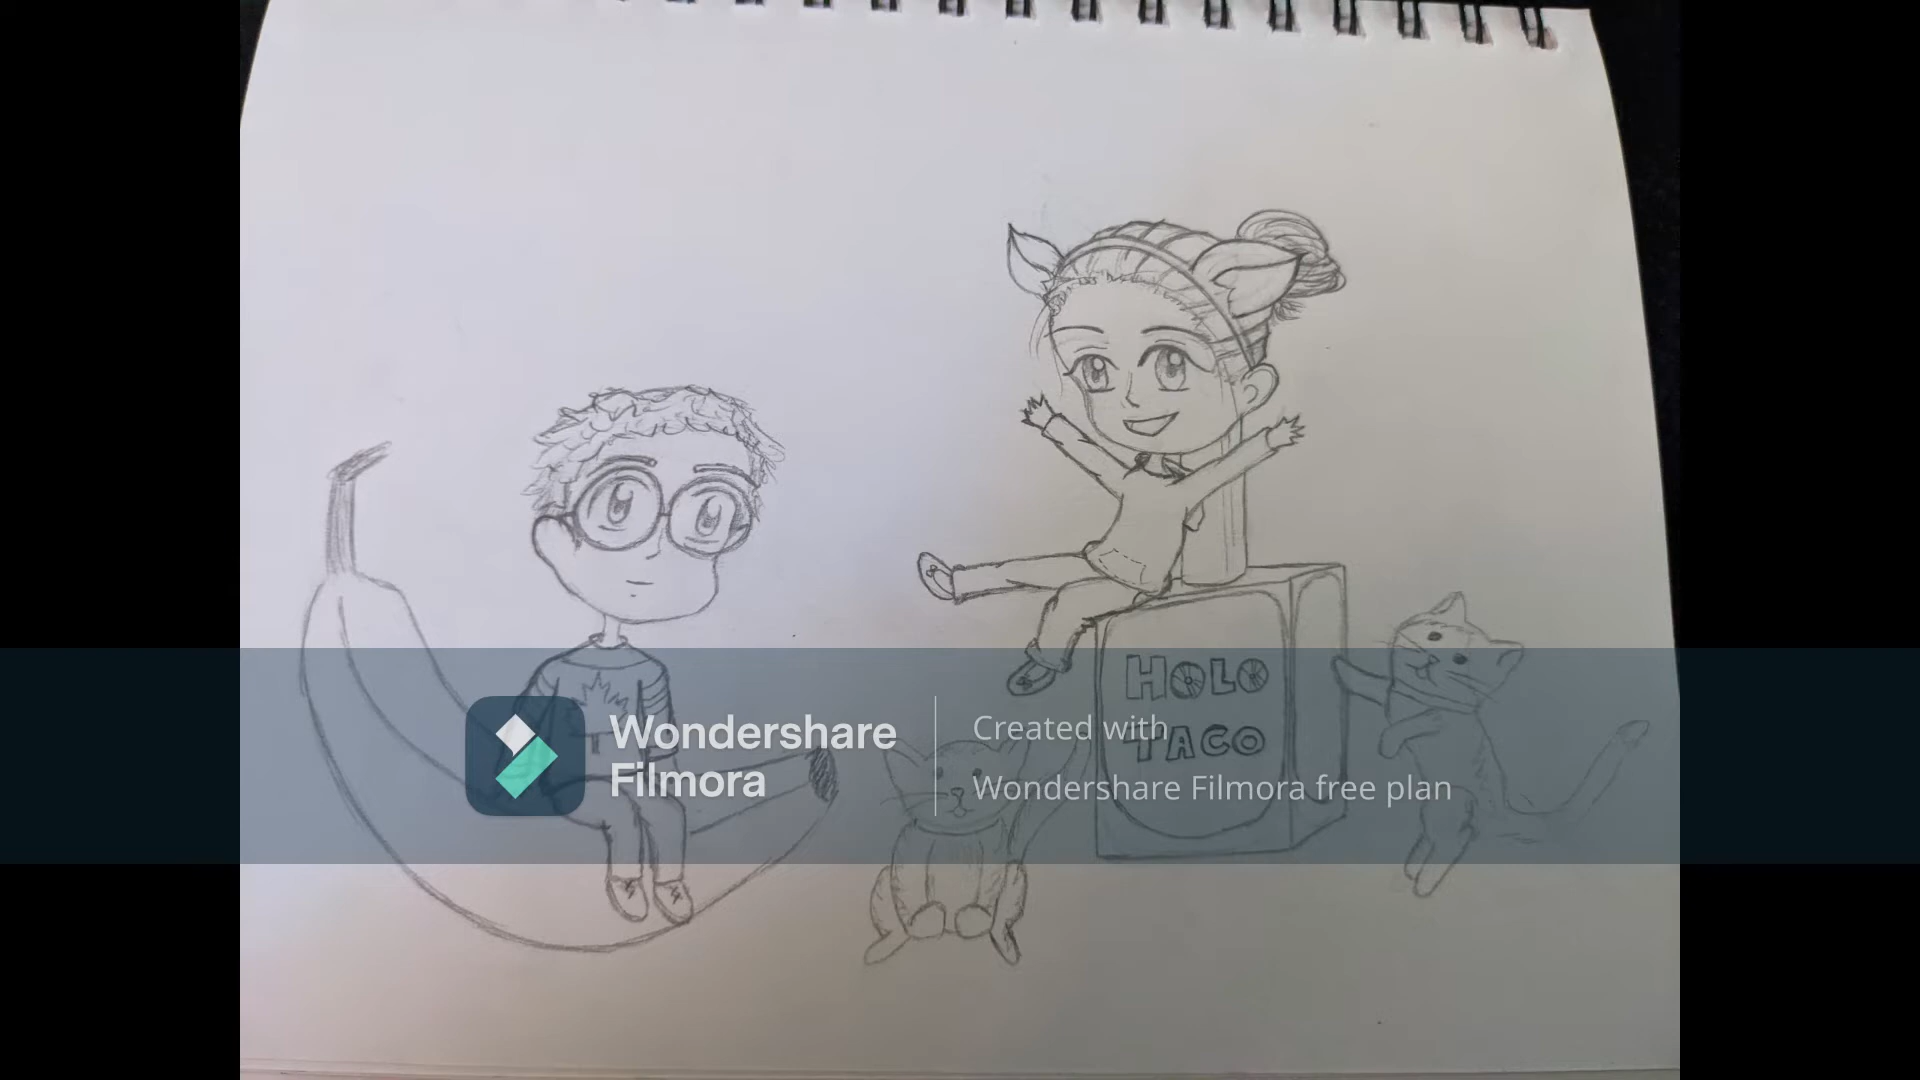 HOLO
TACO
Wondershare
Filmora
Created with
Wondershare Filmora free plan